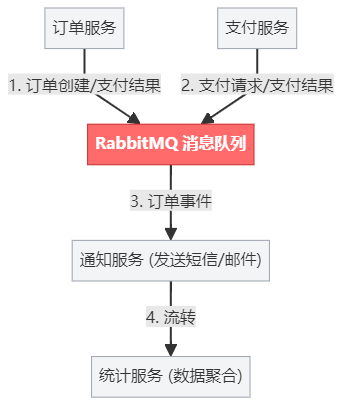 订单服务
支付服务
1. 订单创建/支付结果
2. 支付请求/支付结果
RabbitMQ 消息队列
3. 订单事件
通知服务 (发送短信/邮件)
4. 流转
统计服务 (数据聚合)